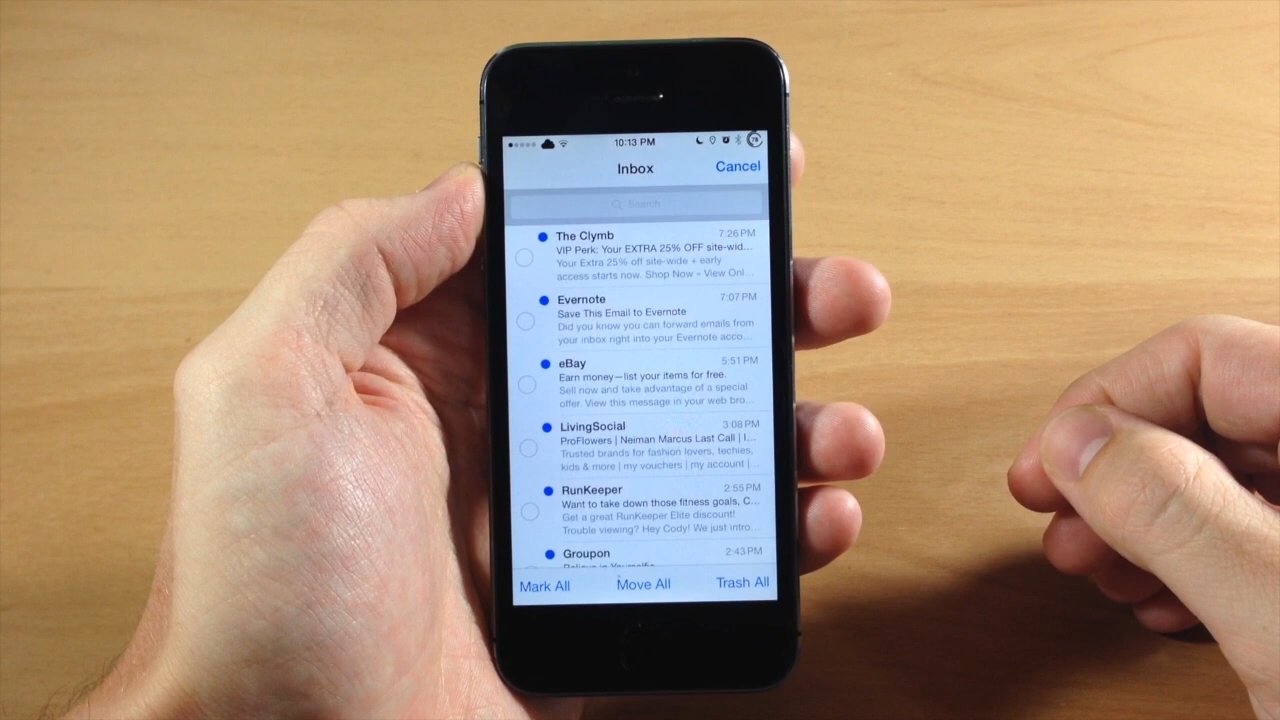 10:13 PM
78
Inbox
Cancel
Search
The Clymb
7:26 PM
VIP Perk: Your EXTRA 25% OFF site-wid...
Your Extra 25% off site-wide + early
access starts now. Shop Now » View Onl...
Evernote
7:07 PM
Save This Email to Evernote
Did you know you can forward emails from
your inbox right into your Evernote acco...
eBay
5:51 PM
Earn money—list your items for free.
Sell now and take advantage of a special
offer. View this message in your web bro...
LivingSocial
3:08 PM
ProFlowers | Neiman Marcus Last Call | I...
Trusted brands for fashion lovers, techies,
kids & more | my vouchers | my account |...
RunKeeper
2:55 PM
Want to take down those fitness goals, C...
Get a great RunKeeper Elite discount!
Trouble viewing? Hey Cody! We just intro...
Groupon
2:43 PM
Believe in
Mark All
Move All
Trash All